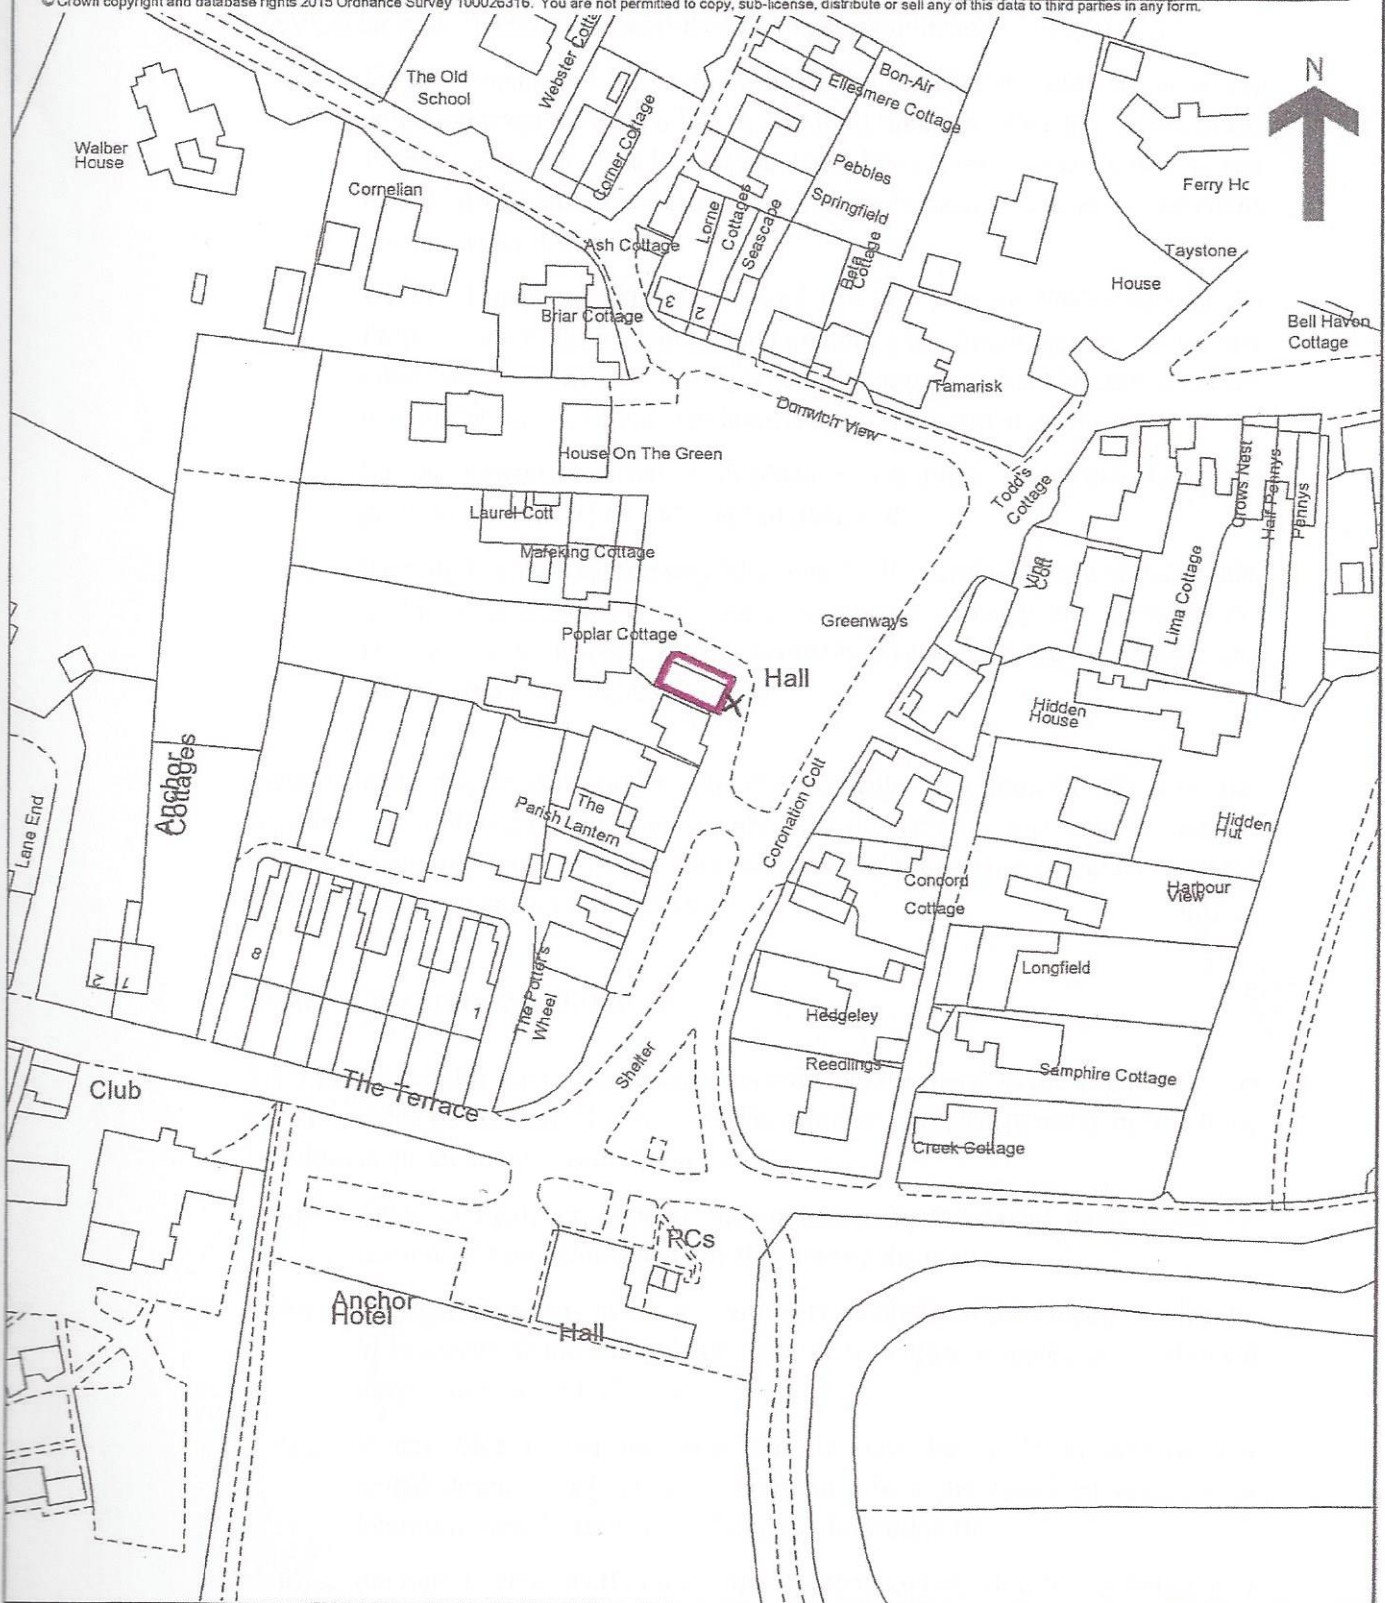 © Crown copyright and database rights 2015 Ordnance Survey 100026316. You are not permitted to copy, sub-license, distribute or sell any of this data to third parties in any form.
N
The Old
School
Corner Cottage
Bon-Air
Ellesmere Cottage
Walber
House
Cornelian
Pebbles
Springfield
Lorne
Cottages
Seascape
Ash Cottage
Beta
Cottage
Taystone
House
3
2
Briar Cottage
Bell Haven
Cottage
Tamarisk
Dunwich View
House On The Green
Todd's
Cottage
Crows Nest
Half Pennys
Pennys
Laurel Cott
Mafeking Cottage
Vine
Cott
Lima Cottage
Greenways
Poplar Cottage
Hall
X
Hidden
House
Anchor
Cottages
The
Parish Lantern
Coronation Cott
Hidden
Hut
Lane End
Concord
Cottage
Harbour
View
8
1
2
1
The Potter's
Wheel
Longfield
Hedgeley
Shelter
Reedlings
Samphire Cottage
Club
The Terrace
Creek Cottage
PCs
Anchor
Hotel
Hall